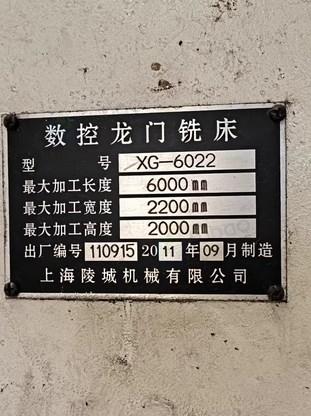 数控龙门铣床
型 号 XG-6022
最大加工长度 6000mm
最大加工宽度 2200mm
最大加工高度 2000mm
出厂编号 110915 2011年09月制造
上海陵城机械有限公司